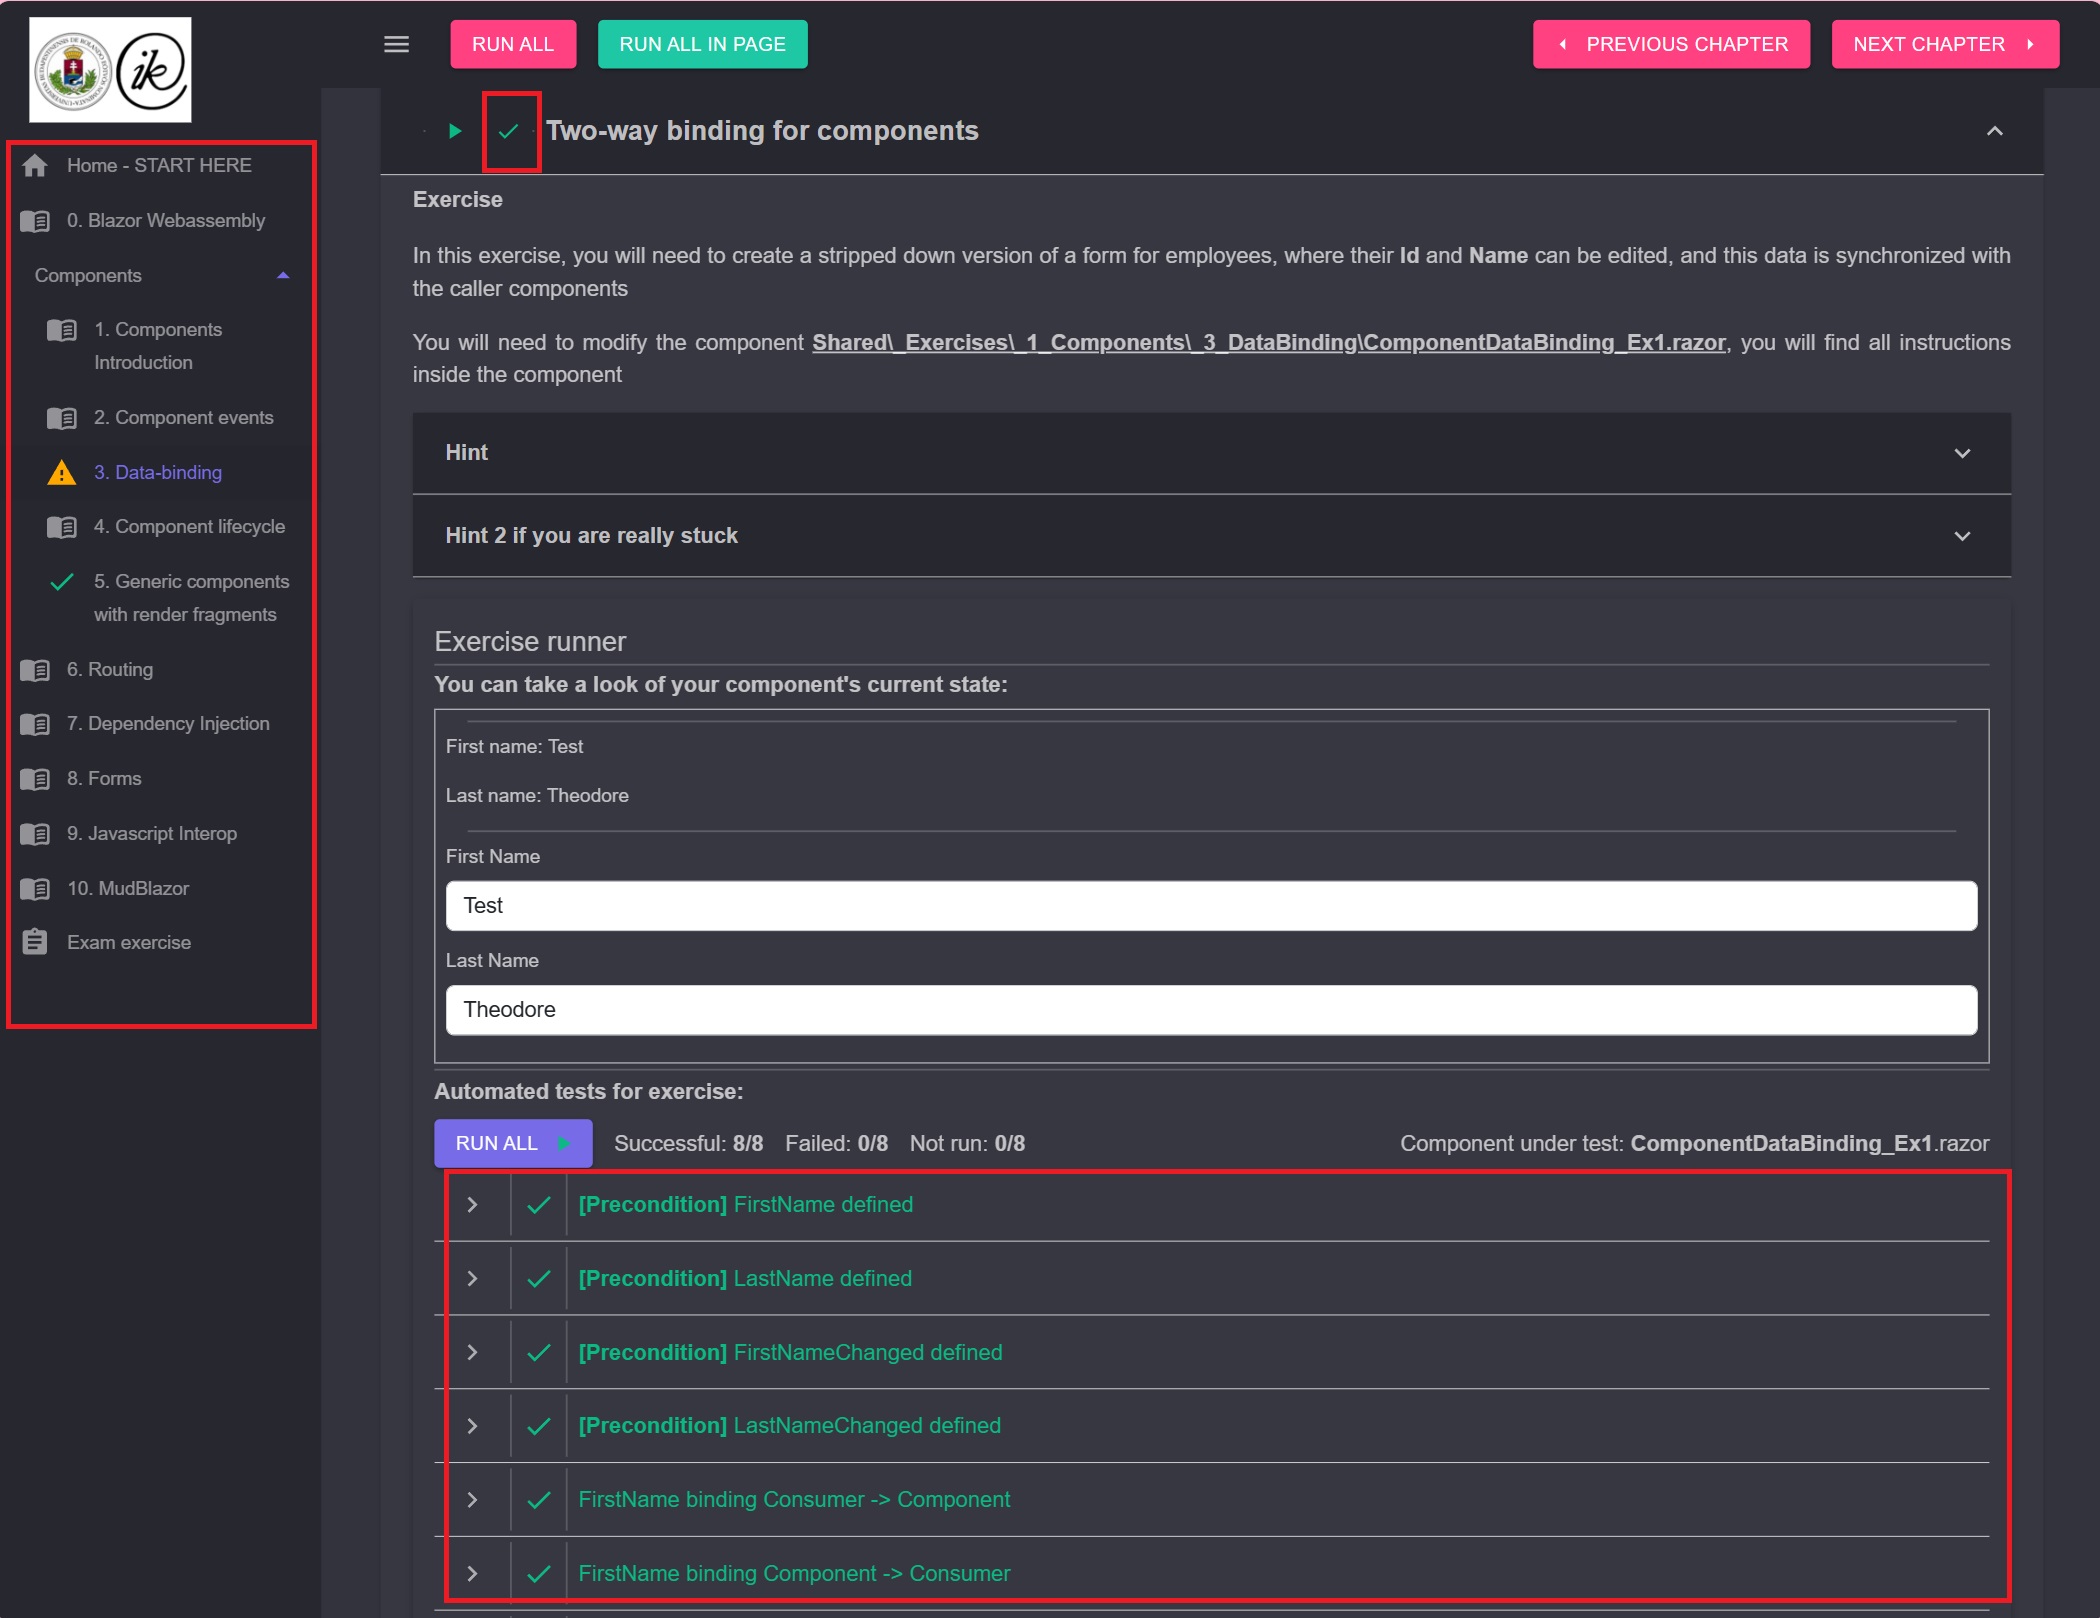 ik
RUN ALL
RUN ALL IN PAGE
PREVIOUS CHAPTER
NEXT CHAPTER
Home - START HERE
0. Blazor Webassembly
Components
1. Components
Introduction
2. Component events
3. Data-binding
4. Component lifecycle
5. Generic components
with render fragments
6. Routing
7. Dependency Injection
8. Forms
9. Javascript Interop
10. MudBlazor
Exam exercise
Two-way binding for components
Exercise
In this exercise, you will need to create a stripped down version of a form for employees, where their Id and Name can be edited, and this data is synchronized with
the caller components
You will need to modify the component Shared\_Exercises\_1_Components\_3_DataBinding\ComponentDataBinding_Ex1.razor, you will find all instructions
inside the component
Hint
Hint 2 if you are really stuck
Exercise runner
You can take a look of your component's current state:
First name: Test
Last name: Theodore
First Name
Test
Last Name
Theodore
Automated tests for exercise:
RUN ALL Successful: 8/8 Failed: 0/8 Not run: 0/8 Component under test: ComponentDataBinding_Ex1.razor
[Precondition] FirstName defined
[Precondition] LastName defined
[Precondition] FirstNameChanged defined
[Precondition] LastNameChanged defined
FirstName binding Consumer -> Component
FirstName binding Component -> Consumer